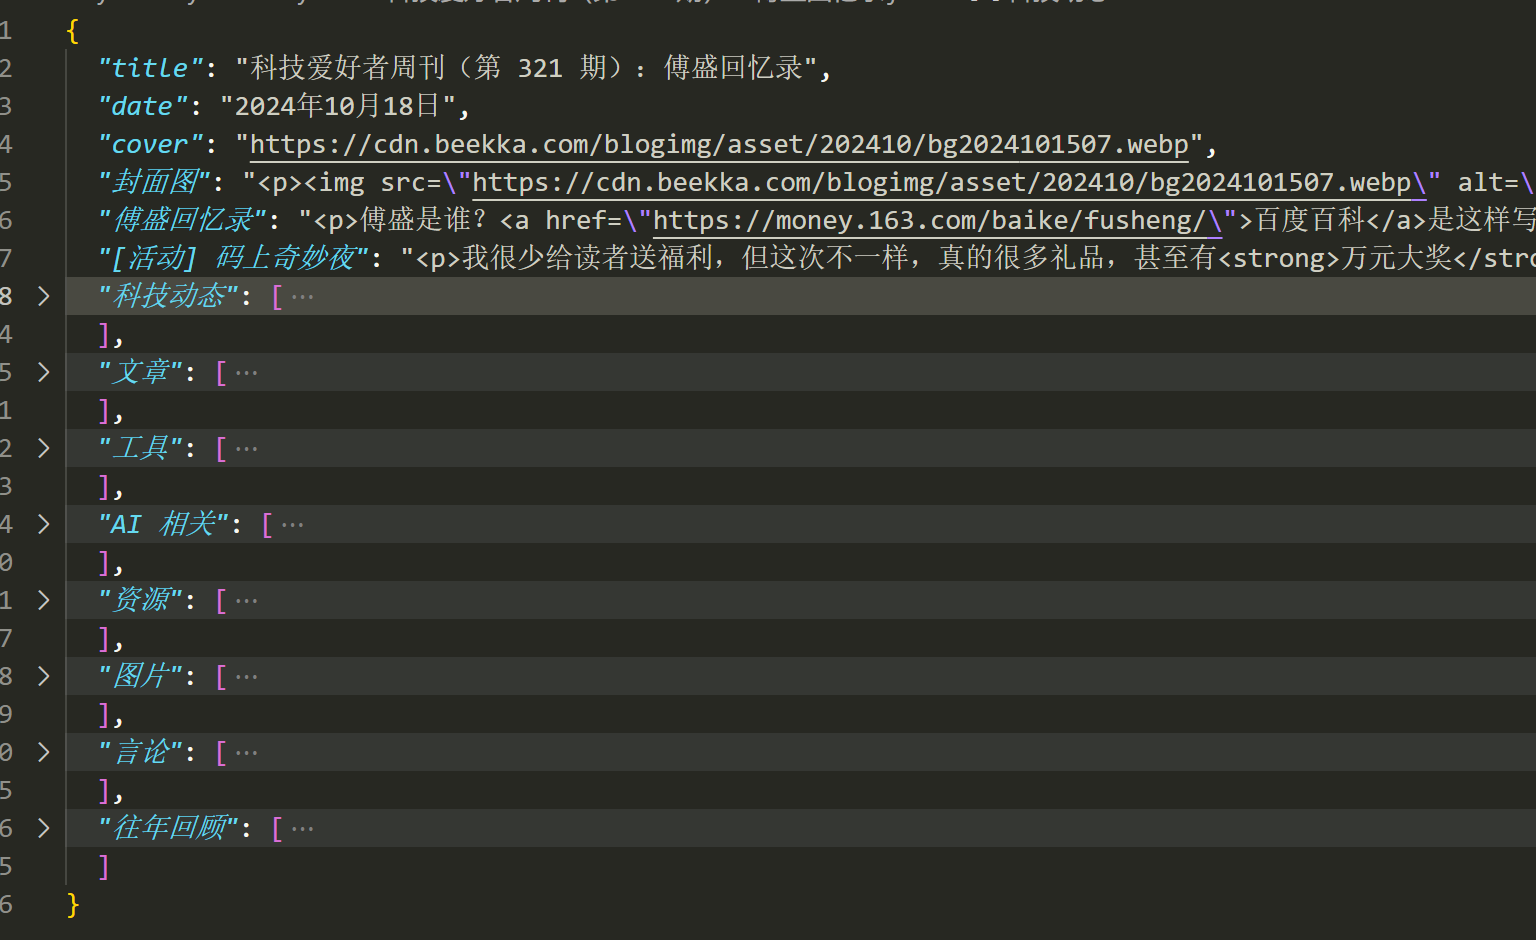 1 {
2 "title": "科技爱好者周刊（第 321 期）：傅盛回忆录",
3 "date": "2024年10月18日",
4 "cover": "https://cdn.beekka.com/blogimg/asset/202410/bg2024101507.webp",
5 "封面图": "<p><img src=\"https://cdn.beekka.com/blogimg/asset/202410/bg2024101507.webp\" alt=\
6 "傅盛回忆录": "<p>傅盛是谁？<a href=\"https://money.163.com/baike/fusheng/\">百度百科</a>是这样写
7 "[活动] 码上奇妙夜": "<p>我很少给读者送福利，但这次不一样，真的很多礼品，甚至有<strong>万元大奖</stro
8 > "科技动态": [ ···
4 ],
5 > "文章": [ ···
1 ],
2 > "工具": [ ···
3 ],
4 > "AI 相关": [ ···
0 ],
1 > "资源": [ ···
7 ],
8 > "图片": [ ···
9 ],
0 > "言论": [ ···
5 ],
6 > "往年回顾": [ ···
5 ]
6 }